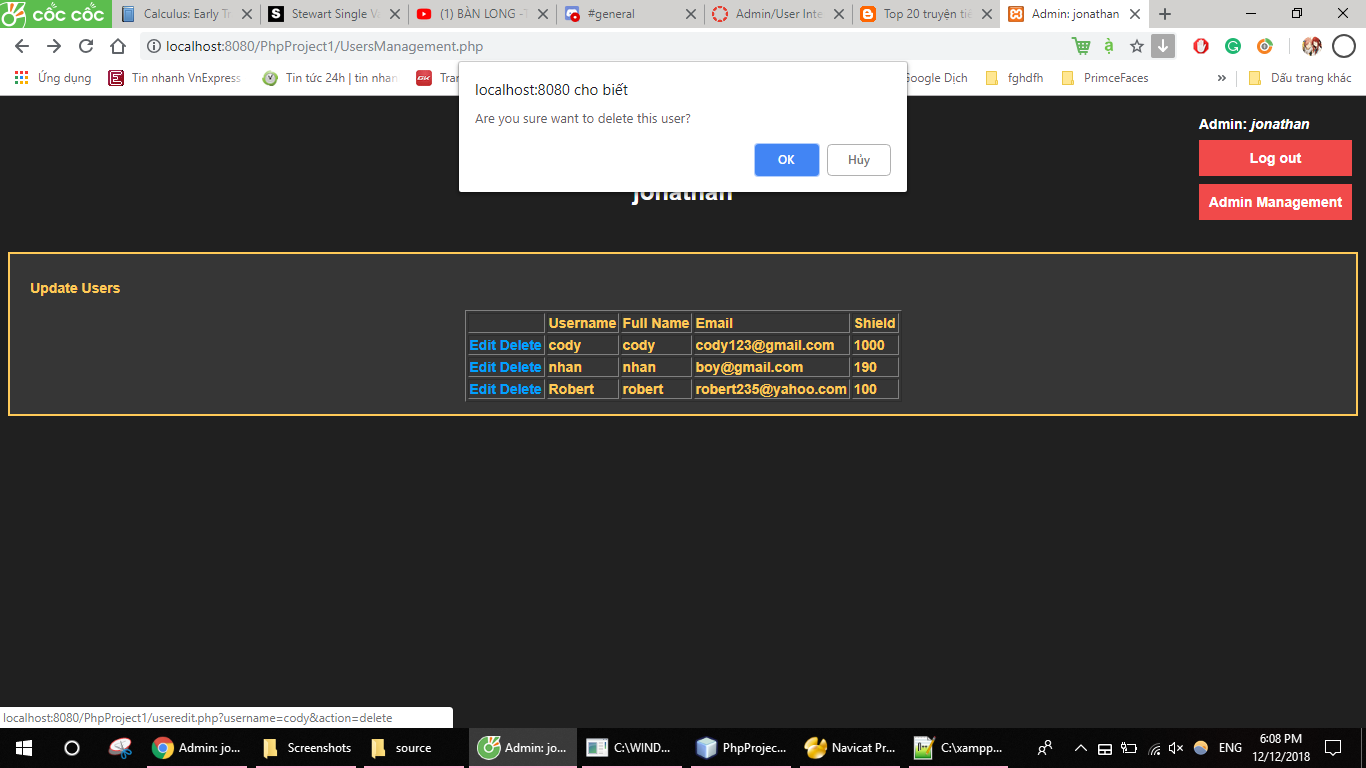 cốc cốc
Calculus: Early Tr
Stewart Single V
(1) BÀN LONG -
#general
Admin/User Inte
Top 20 truyện tiê
Admin: jonathan
localhost:8080/PhpProject1/UsersManagement.php
Ứng dụng
Tin nhanh VnExpress
Tin tức 24h | tin nhan
Tran
Google Dịch
fghdfh
PrimceFaces
»
Dấu trang khác
localhost:8080 cho biết
Are you sure want to delete this user?
OK
Hủy
Admin: jonathan
Log out
Admin Management
jonathan
Update Users
Username Full Name Email Shield
Edit Delete cody cody cody123@gmail.com 1000
Edit Delete nhan nhan boy@gmail.com 190
Edit Delete Robert robert robert235@yahoo.com 100
localhost:8080/PhpProject1/useredit.php?username=cody&action=delete
Admin: jo...
Screenshots
source
Admin: jo...
C:\WIND...
PhpProjec...
Navicat Pr...
C:\xampp...
ENG
6:08 PM
12/12/2018